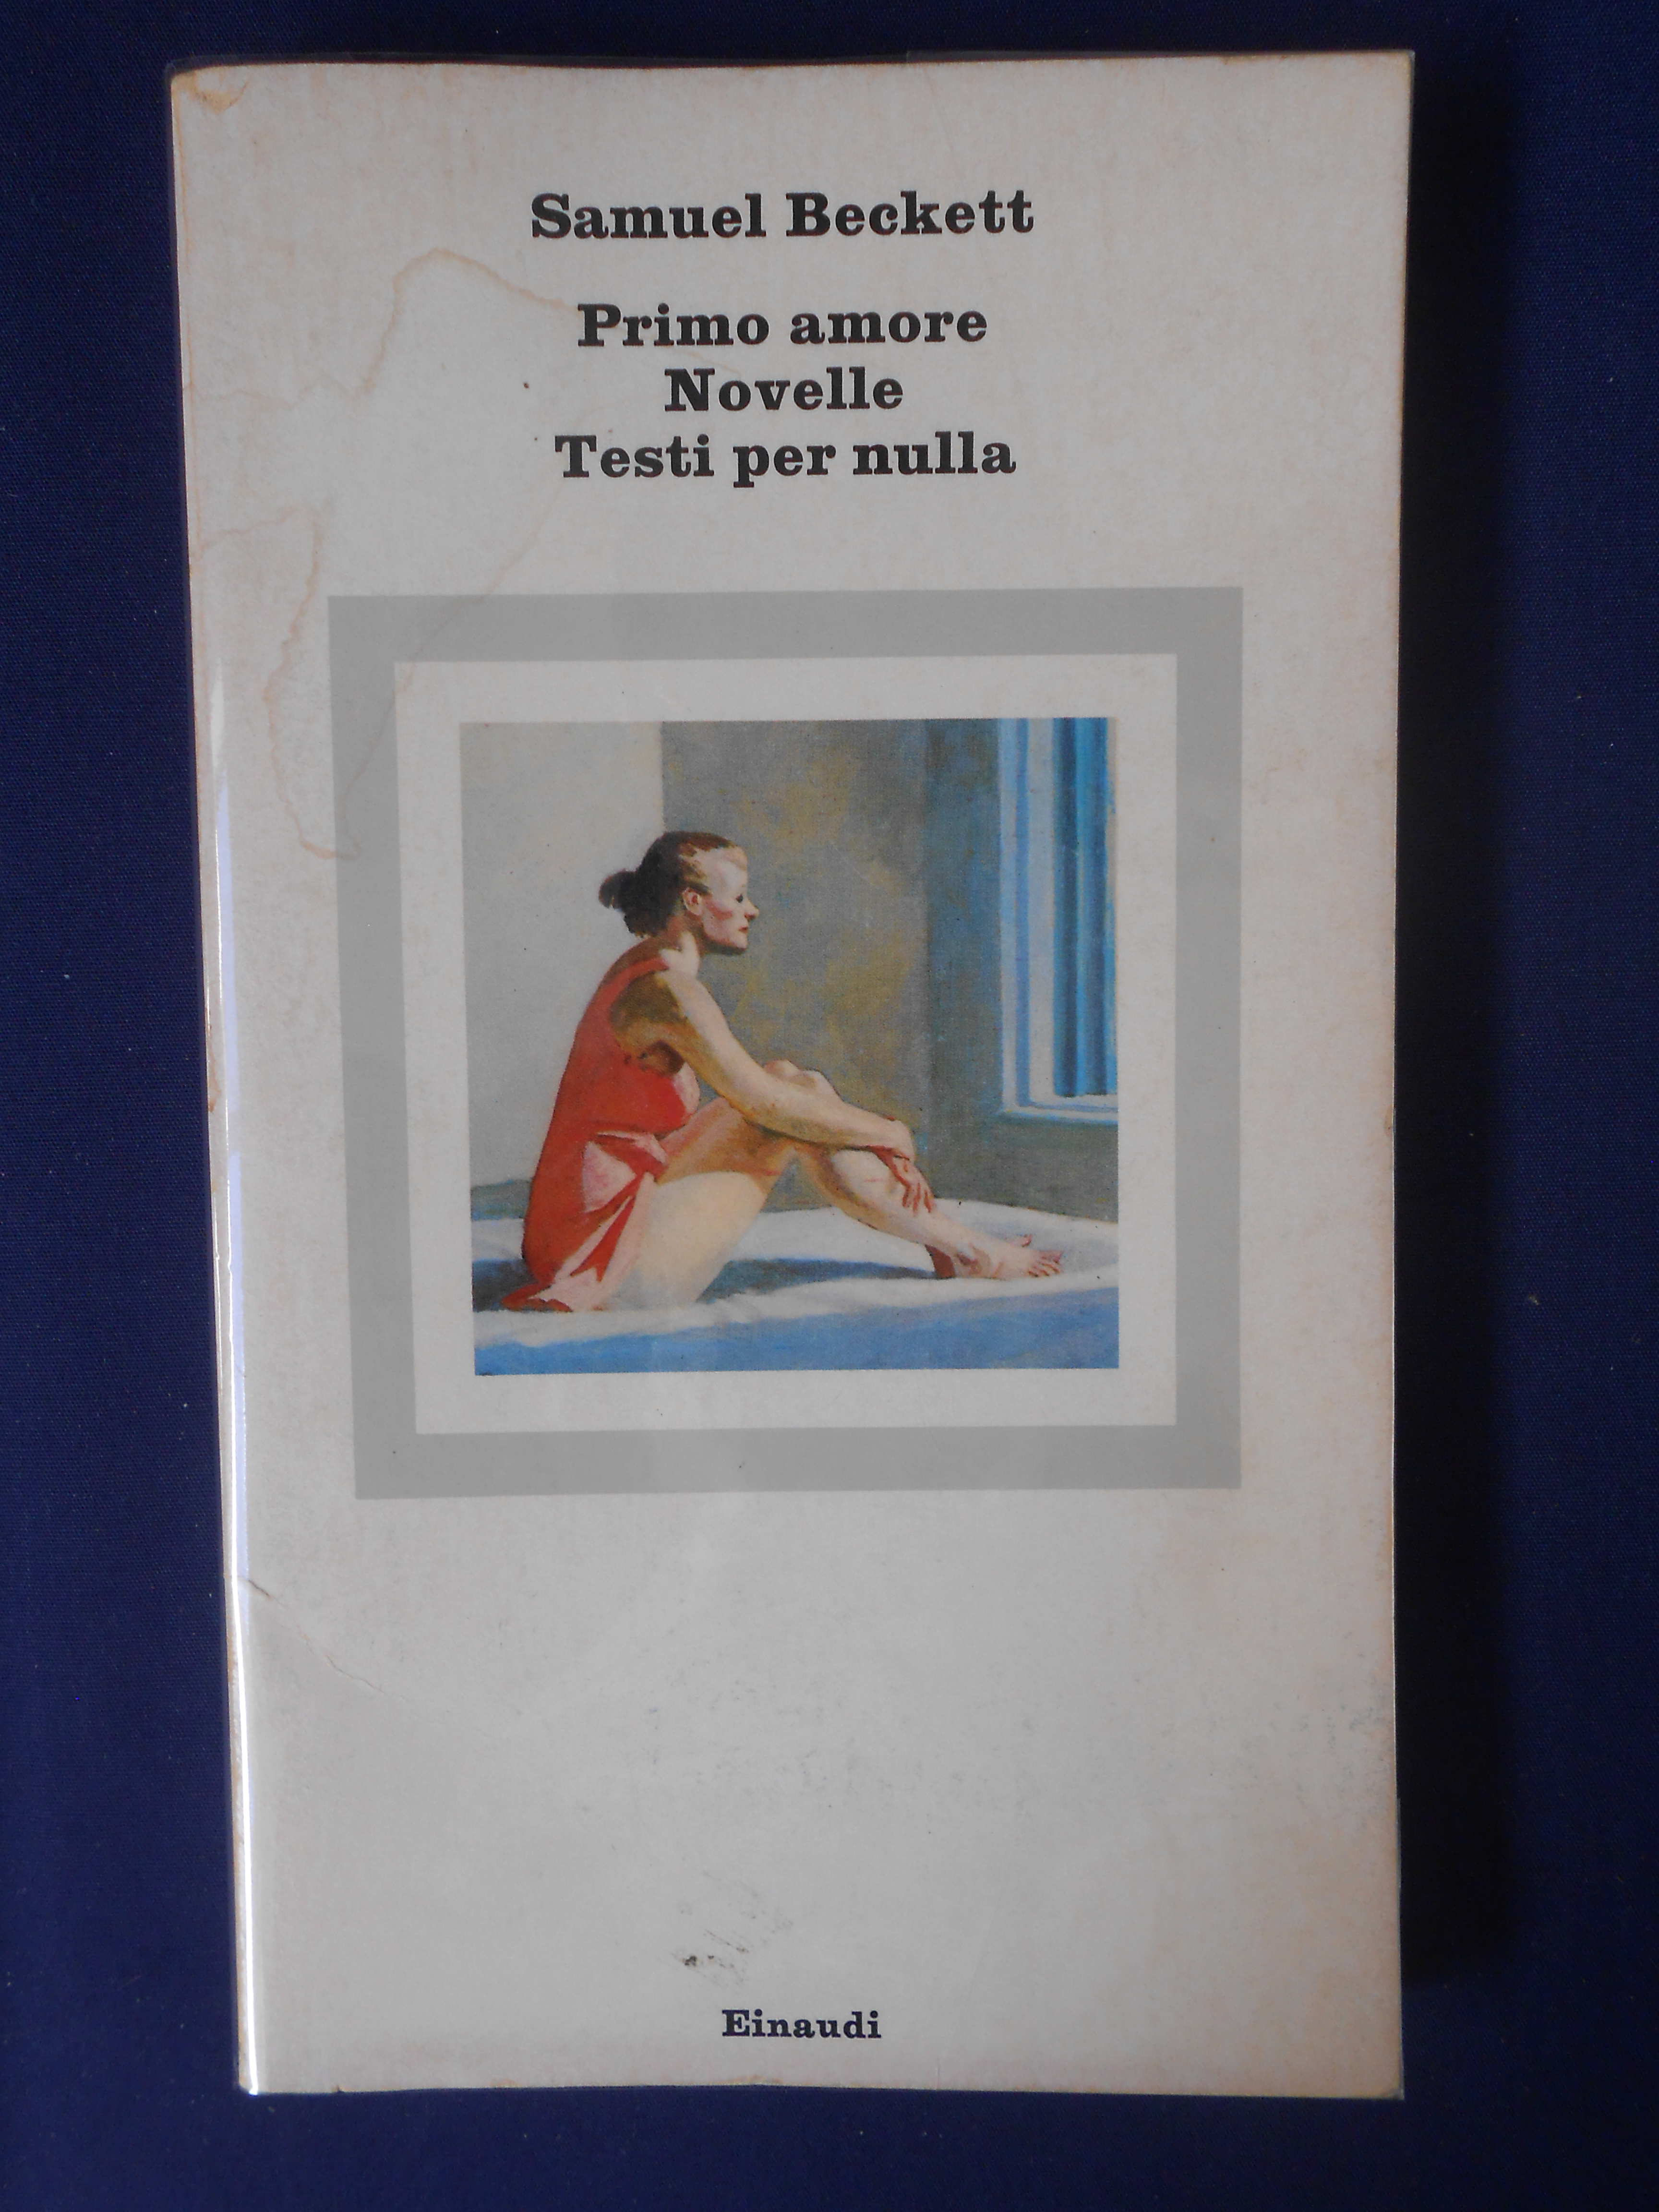 Samuel Beckett
Primo amore
Novelle
Testi per nulla
Einaudi